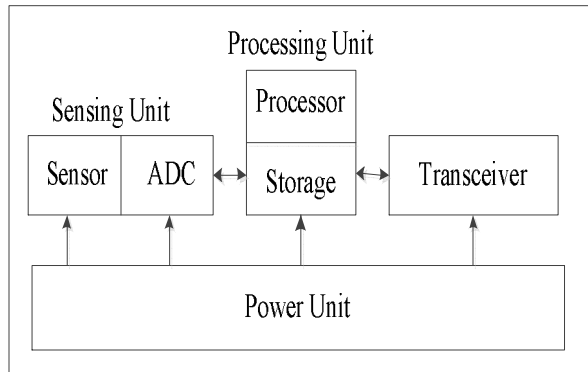 Processing Unit
Processor
Sensing Unit
Sensor
ADC
Storage
Transceiver
Power Unit